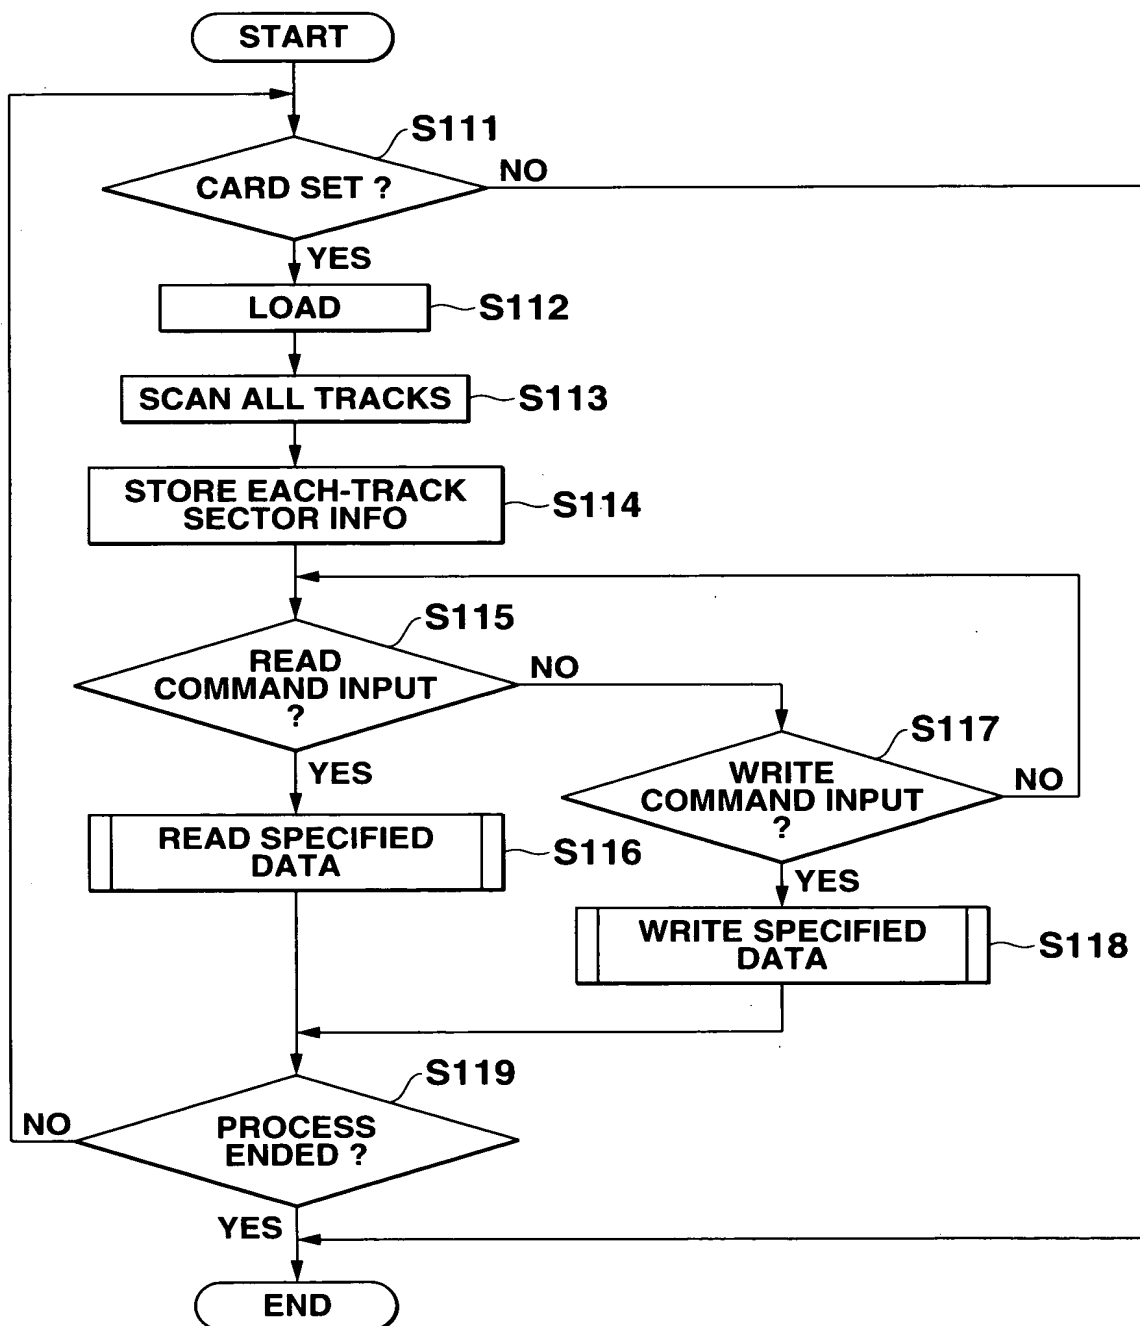 START
S111
CARD SET ?
NO
YES
LOAD
S112
SCAN ALL TRACKS
S113
STORE EACH-TRACK
SECTOR INFO
S114
S115
READ
COMMAND INPUT
?
NO
YES
S117
WRITE
COMMAND INPUT
?
NO
YES
READ SPECIFIED
DATA
S116
WRITE SPECIFIED
DATA
S118
S119
PROCESS
ENDED ?
NO
YES
END